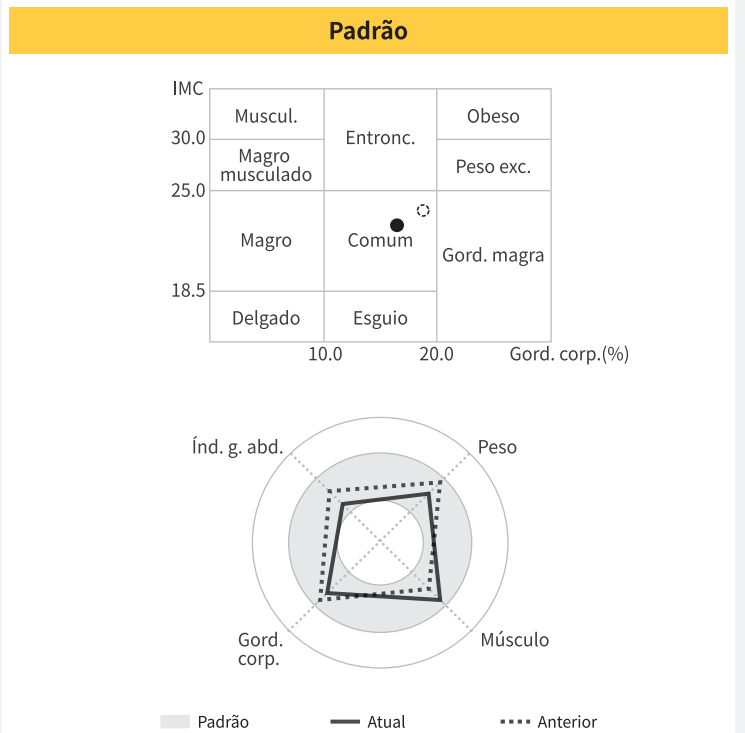 Padrão
IMC
Muscul.
Entronc.
Obeso
30.0
Magro
musculado
Peso exc.
25.0
Magro
Comum
Gord. magra
18.5
Delgado
Esguio
10.0
20.0
Gord. corp.(%)
Índ. g. abd.
Peso
Gord.
corp.
Músculo
Padrão
Atual
Anterior